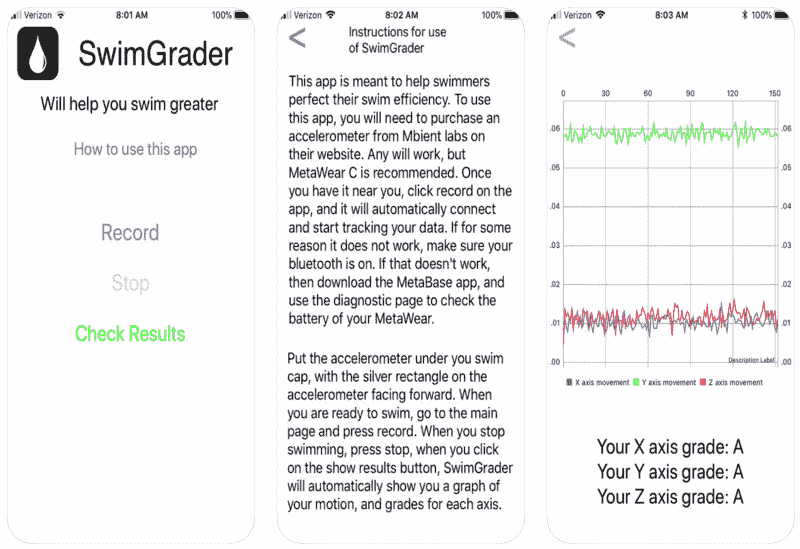 Verizon 8:01 AM 100%
SwimGrader
Will help you swim greater
How to use this app
Record
Stop
Check Results
Verizon 8:02 AM 100%
Instructions for use
of SwimGrader
This app is meant to help swimmers
perfect their swim efficiency. To use
this app, you will need to purchase an
accelerometer from Mbient labs on
their website. Any will work, but
MetaWear C is recommended. Once
you have it near you, click record on the
app, and it will automatically connect
and start tracking your data. If for some
reason it does not work, make sure your
bluetooth is on. If that doesn't work,
then download the MetaBase app, and
use the diagnostic page to check the
battery of your MetaWear.
Put the accelerometer under you swim
cap, with the silver rectangle on the
accelerometer facing forward. When
you are ready to swim, go to the main
page and press record. When you stop
swimming, press stop, when you click
on the show results button, SwimGrader
will automatically show you a graph of
your motion, and grades for each axis.
Verizon 8:03 AM 100%
0 30 60 90 120 150
.06 .06
.05 .05
.04 .04
.03 .03
.02 .02
.01 .01
.00 .00
Description Label
X axis movement Y axis movement Z axis movement
Your X axis grade: A
Your Y axis grade: A
Your Z axis grade: A